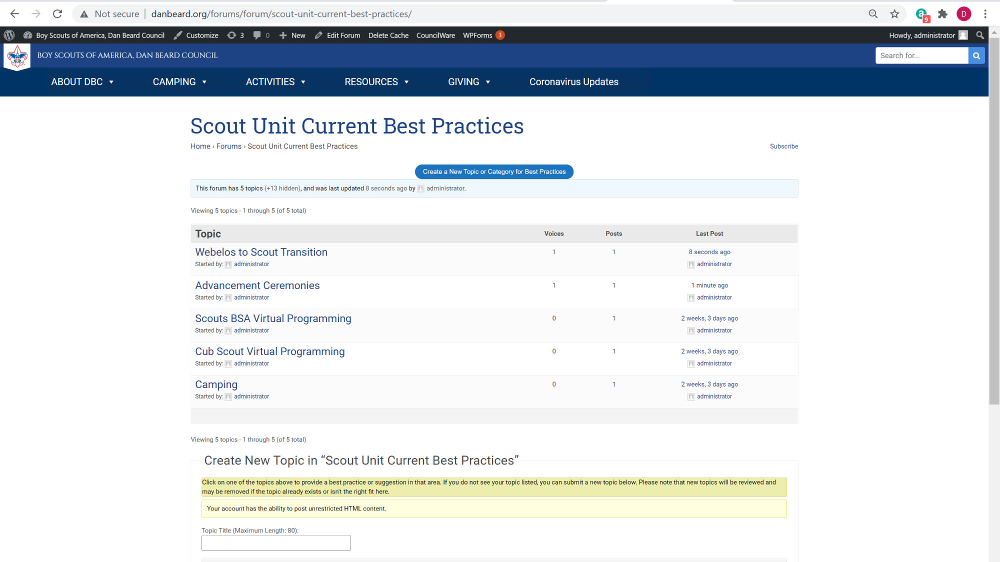 Not secure | danbeard.org/forums/forum/scout-unit-current-best-practices/
9
D
Boy Scouts of America, Dan Beard Council Customize 3 0 New Edit Forum Delete Cache CouncilWare WPForms 3 Howdy, administrator
BOY SCOUTS OF AMERICA, DAN BEARD COUNCIL
Search for...
ABOUT DBC CAMPING ACTIVITIES RESOURCES GIVING Coronavirus Updates
Scout Unit Current Best Practices
Home › Forums › Scout Unit Current Best Practices
Subscribe
Create a New Topic or Category for Best Practices
This forum has 5 topics (+13 hidden), and was last updated 8 seconds ago by administrator.
Viewing 5 topics - 1 through 5 (of 5 total)
Topic Voices Posts Last Post
Webelos to Scout Transition 1 1 8 seconds ago
Started by: administrator administrator
Advancement Ceremonies 1 1 1 minute ago
Started by: administrator administrator
Scouts BSA Virtual Programming 0 1 2 weeks, 3 days ago
Started by: administrator administrator
Cub Scout Virtual Programming 0 1 2 weeks, 3 days ago
Started by: administrator administrator
Camping 0 1 2 weeks, 3 days ago
Started by: administrator administrator
Viewing 5 topics - 1 through 5 (of 5 total)
Create New Topic in “Scout Unit Current Best Practices”
Click on one of the topics above to provide a best practice or suggestion in that area. If you do not see your topic listed, you can submit a new topic below. Please note that new topics will be reviewed and
may be removed if the topic already exists or isn't the right fit here.
Your account has the ability to post unrestricted HTML content.
Topic Title (Maximum Length: 80):